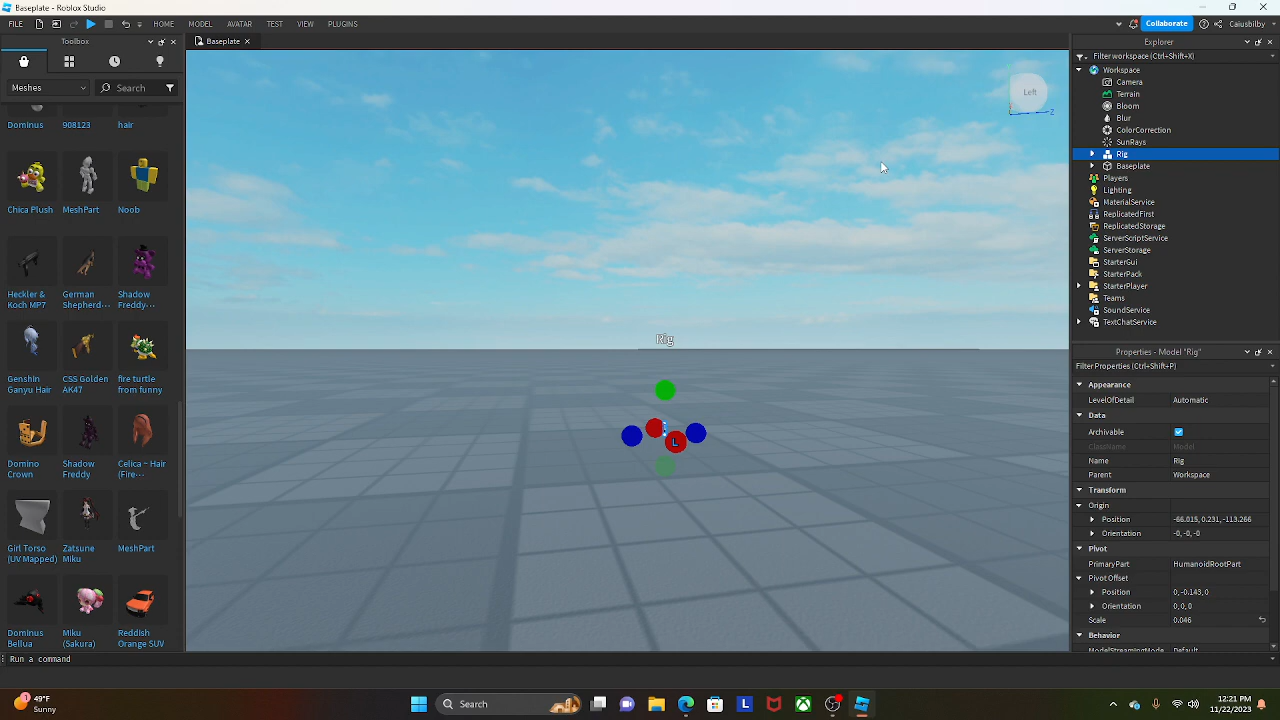 Baseplate - Roblox Studio
FILE HOME MODEL AVATAR TEST VIEW PLUGINS
Collaborate Caiusbilby
Toolbox
Baseplate
Meshes
Search
Dominus 908123 hair
Chica Plush MeshPart Noob
Heckler & Koch MP7
German Shepherd-···
Shadow Freddy-···
Genshin Ganyu Hair
CSS Golden AK47
fire turtle from funny
Domino Crown
Shadow Freddy
Celica - Hair (Fire-···
Girl Torso (UV Mapped)
Zatsune Miku
MeshPart
Dominus Bellua
Miku (Sakura)
Reddish Orange SUV
Rig
L
Left
Z
Explorer
Filter workspace (Ctrl+Shift+X)
Workspace
Camera
Terrain
Bloom
Blur
ColorCorrection
SunRays
Rig
Baseplate
Players
Lighting
MaterialService
ReplicatedFirst
ReplicatedStorage
ServerScriptService
ServerStorage
StarterGui
StarterPack
StarterPlayer
Teams
SoundService
TextChatService
Properties - Model "Rig"
Filter Properties (Ctrl+Shift+P)
Appearance
LevelOfDetail Automatic
Data
Archivable
ClassName Model
Name Rig
Parent Workspace
Transform
Origin
Position -66.015, 0.231, -113.266
Orientation -0, -0, -0
Pivot
PrimaryPart HumanoidRootPart
Pivot Offset
Position 0, -0.143, 0
Orientation 0, 0, 0
Scale 0.046
Behavior
ModelStreamingMode Default
Run a command
1
49°F
Sunny
Search
L
12:21 PM
11/22/2023